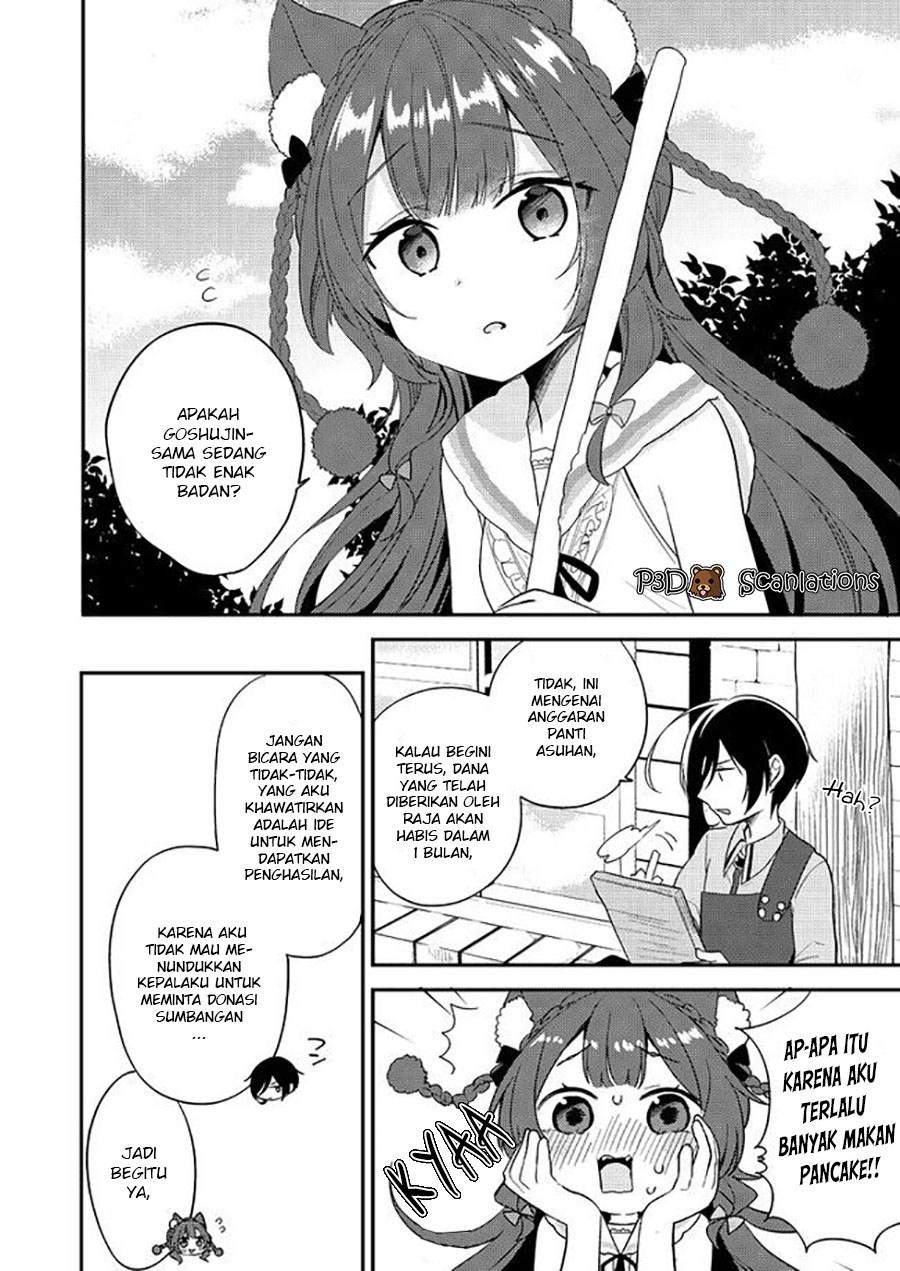 APAKAH
GOSHUJIN-
SAMA SEDANG
TIDAK ENAK
BADAN?
P3D Scanlations
TIDAK, INI
MENGENAI
ANGGARAN
PANTI
ASUHAN,
KALAU BEGINI
TERUS, DANA
YANG TELAH
DIBERIKAN OLEH
RAJA AKAN
HABIS DALAM
1 BULAN,
Hah?
AP-APA ITU
KARENA AKU
TERLALU
BANYAK MAKAN
PANCAKE!!
KYAA
JANGAN
BICARA YANG
TIDAK-TIDAK,
YANG AKU
KHAWATIRKAN
ADALAH IDE
UNTUK MEN-
DAPATKAN
PENGHASILAN,
KARENA AKU
TIDAK MAU ME-
NUNDUKKAN
KEPALAKU UNTUK
MEMINTA DONASI
SUMBANGAN
...
JADI
BEGITU
YA,